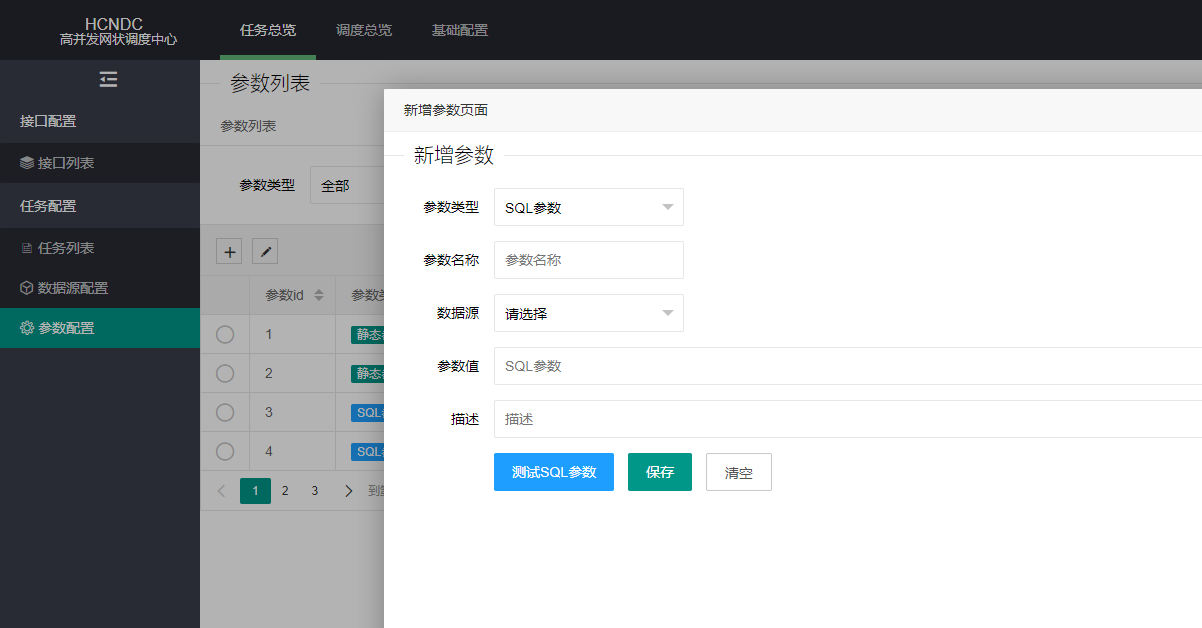 HCNDC
高并发网状调度中心
任务总览
调度总览
基础配置
接口配置
接口列表
任务配置
任务列表
数据源配置
参数配置
参数列表
参数列表
参数类型
全部
参数id
参数
1
静态
2
静态
3
SQL
4
SQL
1
2
3
到
新增参数页面
新增参数
参数类型
SQL参数
参数名称
参数名称
数据源
请选择
参数值
SQL参数
描述
描述
测试SQL参数
保存
清空